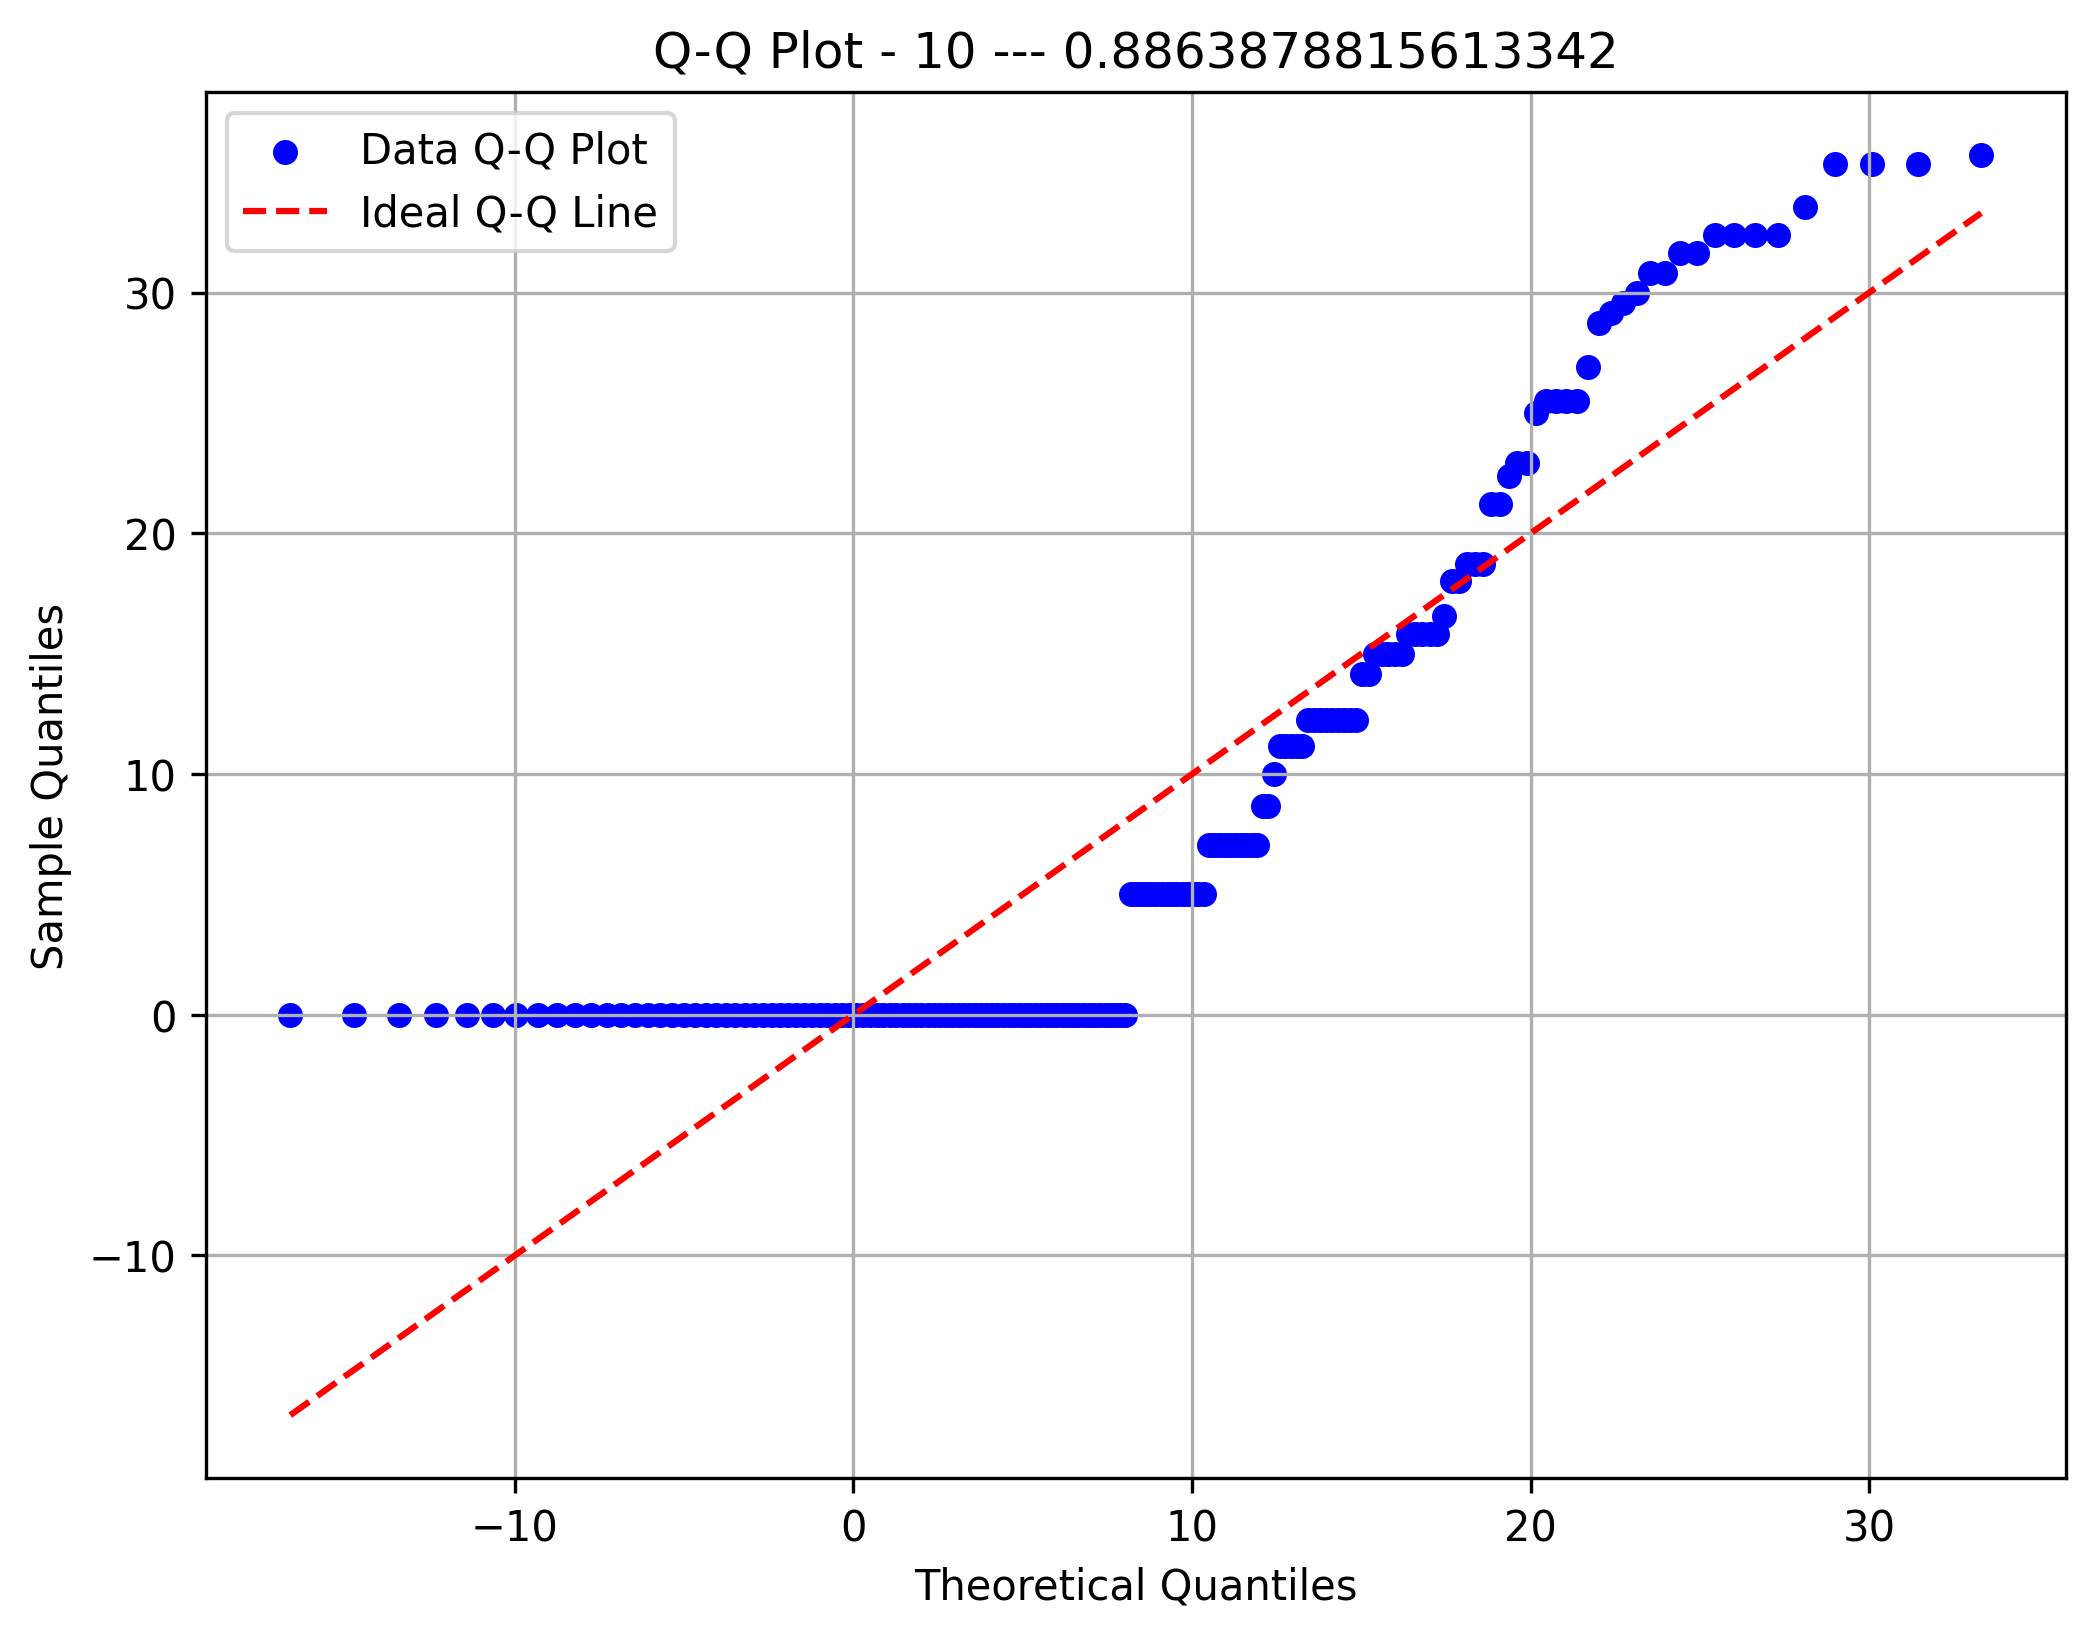 Q-Q Plot - 10 --- 0.8863878815613342
Data Q-Q Plot
Ideal Q-Q Line
30
20
10
0
−10
Sample Quantiles
−10 0 10 20 30
Theoretical Quantiles